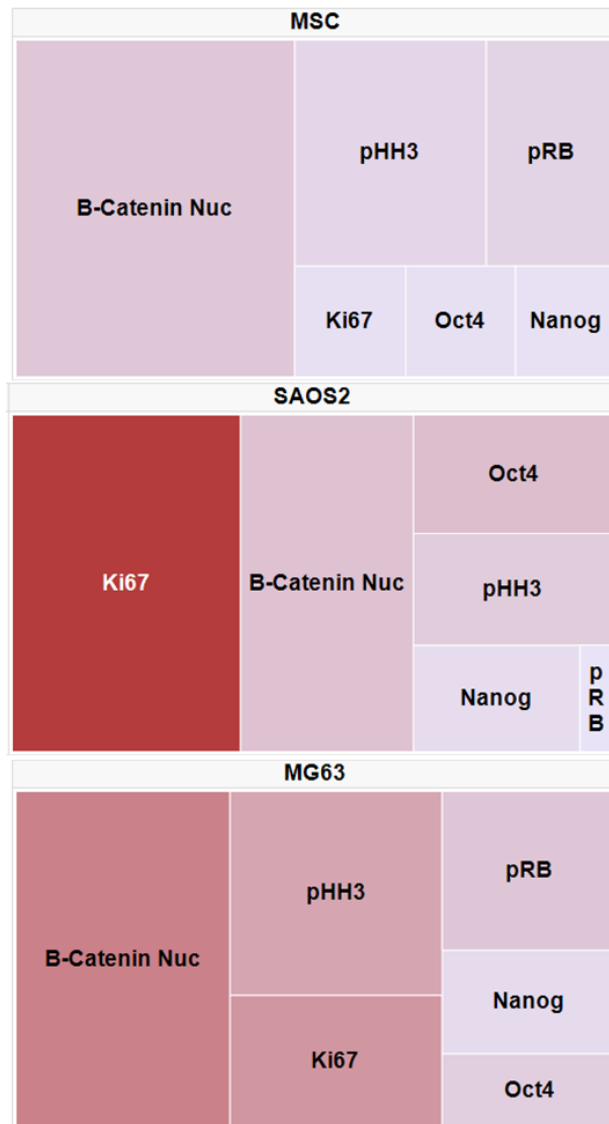 MSC
B-Catenin Nuc
pHH3
pRB
Ki67
Oct4
Nanog
SAOS2
Ki67
B-Catenin Nuc
Oct4
pHH3
Nanog
p
R
B
MG63
B-Catenin Nuc
pHH3
Ki67
pRB
Nanog
Oct4